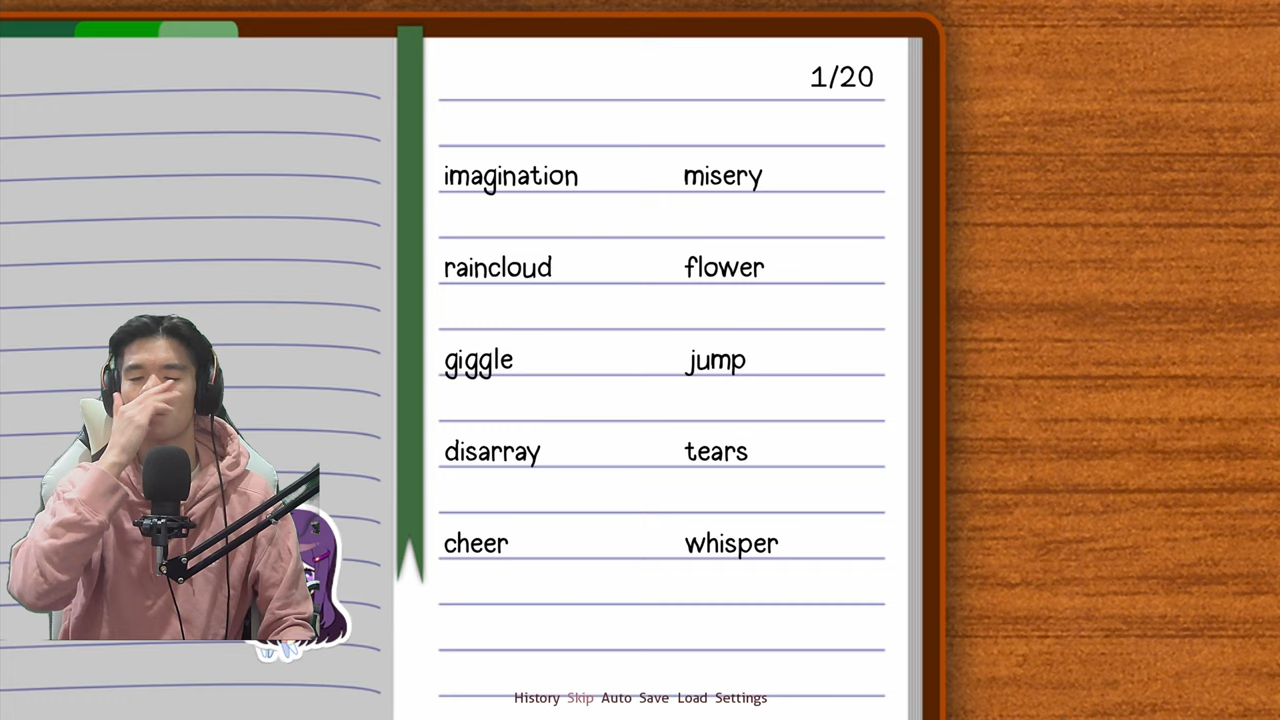 1/20
imagination misery
raincloud flower
giggle jump
disarray tears
cheer whisper
History Skip Auto Save Load Settings